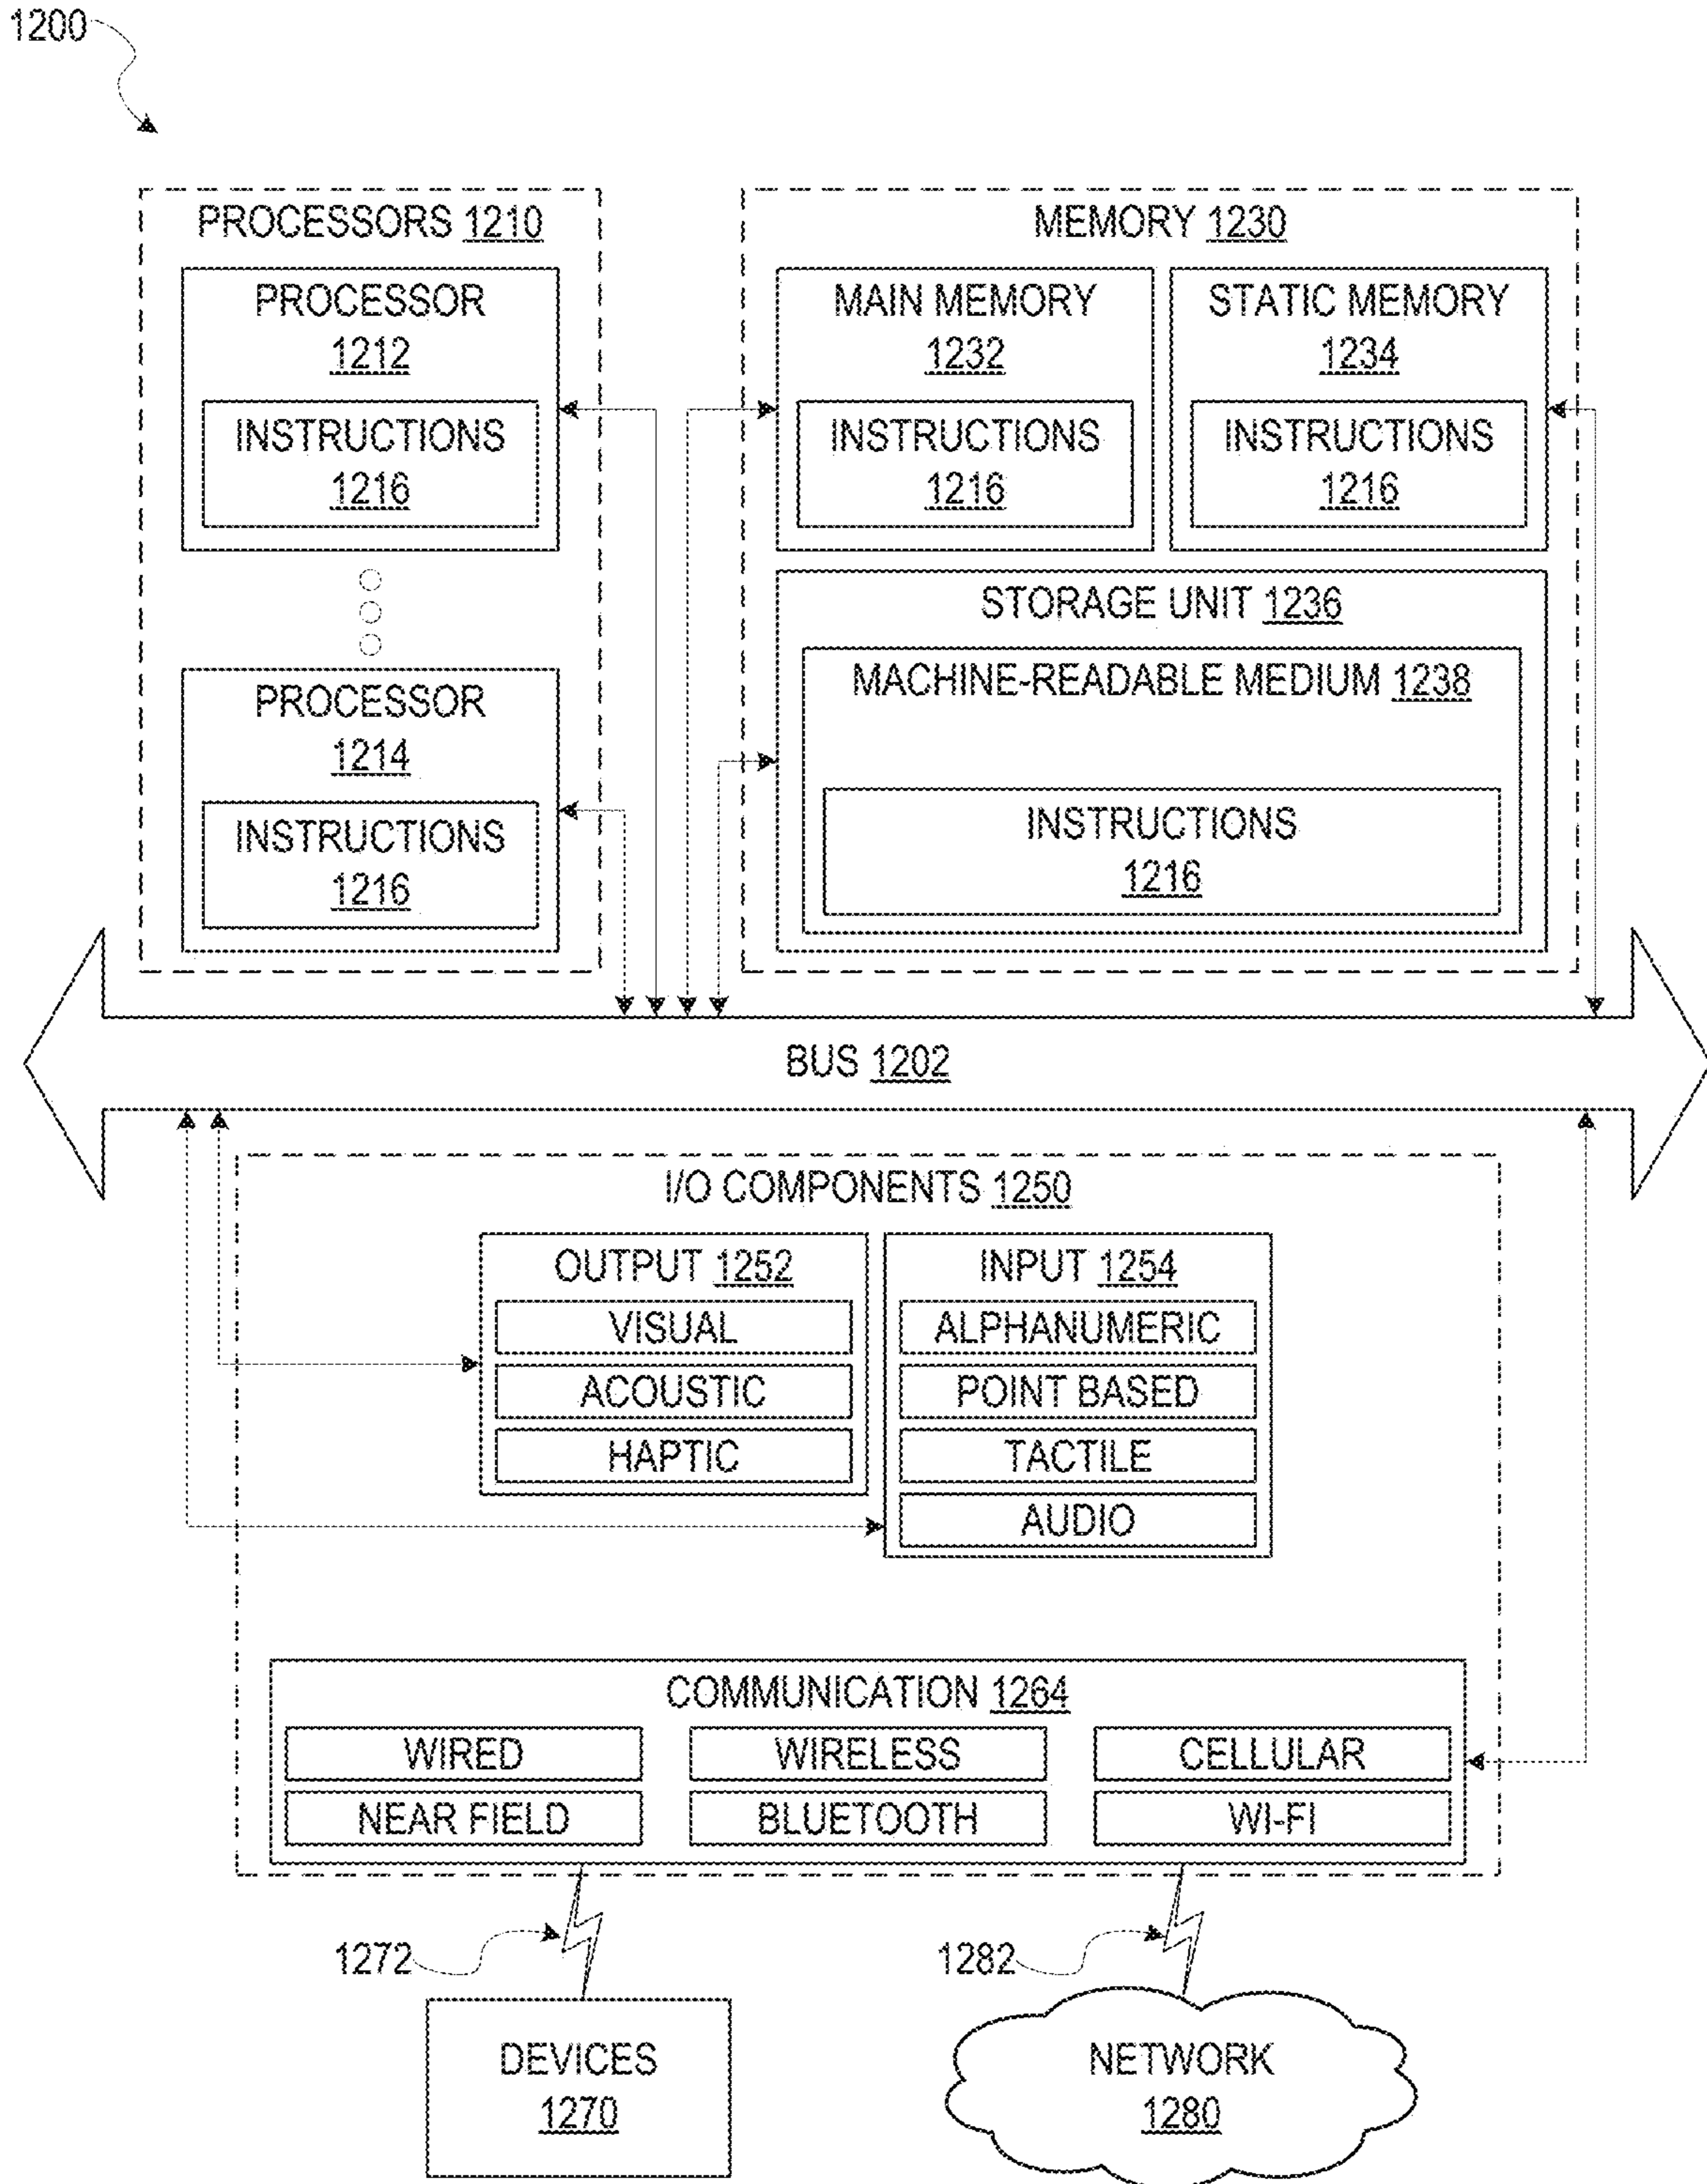 1200
PROCESSORS 1210
PROCESSOR
1212
INSTRUCTIONS
1216
PROCESSOR
1214
INSTRUCTIONS
1216
MEMORY 1230
MAIN MEMORY
1232
INSTRUCTIONS
1216
STATIC MEMORY
1234
INSTRUCTIONS
1216
STORAGE UNIT 1236
MACHINE-READABLE MEDIUM 1238
INSTRUCTIONS
1216
BUS 1202
I/O COMPONENTS 1250
OUTPUT 1252
VISUAL
ACOUSTIC
HAPTIC
INPUT 1254
ALPHANUMERIC
POINT BASED
TACTILE
AUDIO
COMMUNICATION 1264
WIRED
WIRELESS
CELLULAR
NEAR FIELD
BLUETOOTH
WI-FI
1272
1282
DEVICES
1270
NETWORK
1280